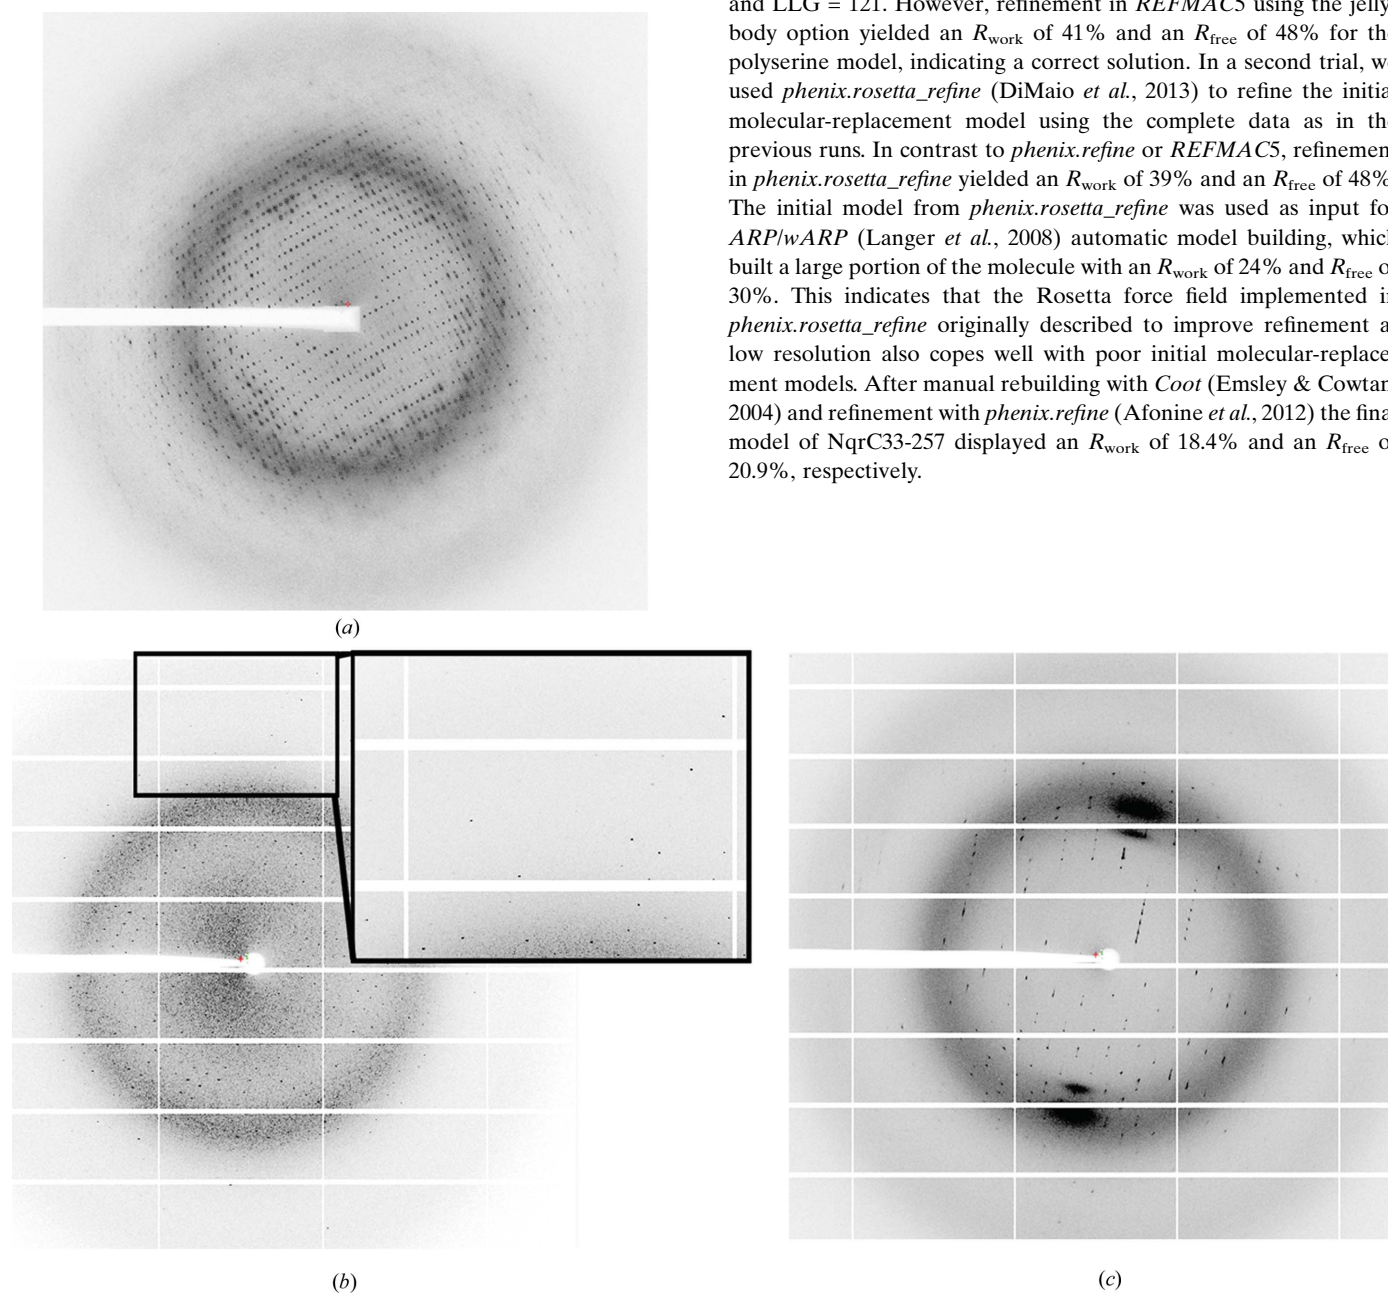 and LLG = 121. However, refinement in REFMAC5 using the jelly
body option yielded an Rwork of 41% and an Rfree of 48% for the
polyserine model, indicating a correct solution. In a second trial, we
used phenix.rosetta_refine (DiMaio et al., 2013) to refine the initia
molecular-replacement model using the complete data as in the
previous runs. In contrast to phenix.refine or REFMAC5, refinemen
in phenix.rosetta_refine yielded an Rwork of 39% and an Rfree of 48%
The initial model from phenix.rosetta_refine was used as input fo
ARP/wARP (Langer et al., 2008) automatic model building, which
built a large portion of the molecule with an Rwork of 24% and Rfree o
30%. This indicates that the Rosetta force field implemented in
phenix.rosetta_refine originally described to improve refinement a
low resolution also copes well with poor initial molecular-replace
ment models. After manual rebuilding with Coot (Emsley & Cowtan
2004) and refinement with phenix.refine (Afonine et al., 2012) the fina
model of NqrC33-257 displayed an Rwork of 18.4% and an Rfree o
20.9%, respectively.
(a)
(b)
(c)